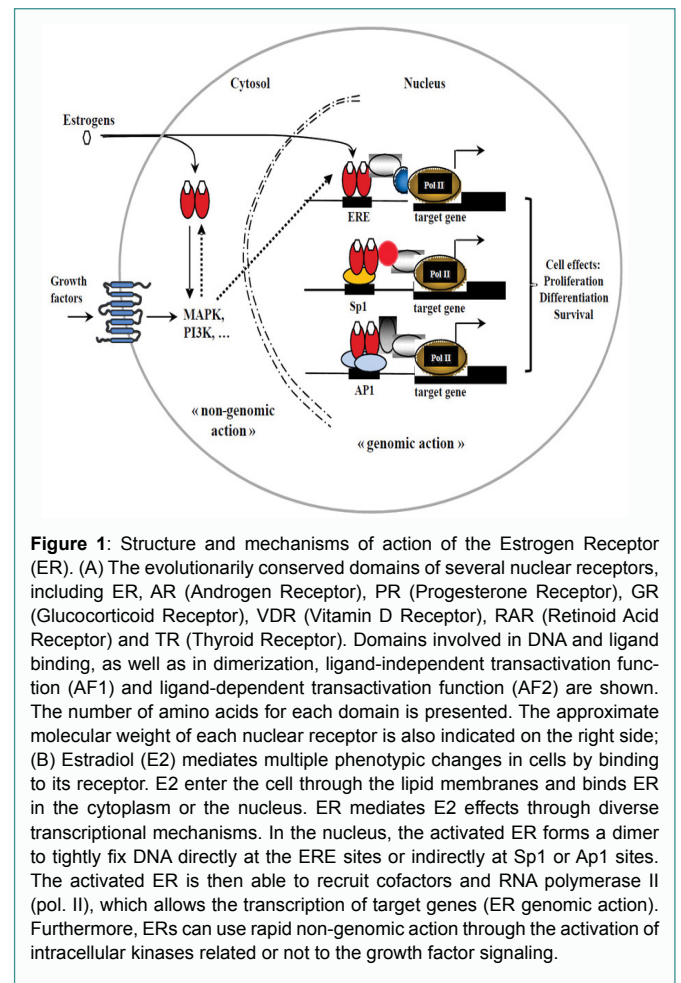 Cytosol
Nucleus
Estrogens
Pol II
ERE
target gene
Growth
factors
MAPK,
PI3K, ...
Pol II
Sp1
target gene
Cell effects:
Proliferation
Differentiation
Survival
Pol II
AP1
target gene
« non-genomic
action »
« genomic action »
Figure 1: Structure and mechanisms of action of the Estrogen Receptor
(ER). (A) The evolutionarily conserved domains of several nuclear receptors,
including ER, AR (Androgen Receptor), PR (Progesterone Receptor), GR
(Glucocorticoid Receptor), VDR (Vitamin D Receptor), RAR (Retinoid Acid
Receptor) and TR (Thyroid Receptor). Domains involved in DNA and ligand
binding, as well as in dimerization, ligand-independent transactivation func-
tion (AF1) and ligand-dependent transactivation function (AF2) are shown.
The number of amino acids for each domain is presented. The approximate
molecular weight of each nuclear receptor is also indicated on the right side;
(B) Estradiol (E2) mediates multiple phenotypic changes in cells by binding
to its receptor. E2 enter the cell through the lipid membranes and binds ER
in the cytoplasm or the nucleus. ER mediates E2 effects through diverse
transcriptional mechanisms. In the nucleus, the activated ER forms a dimer
to tightly fix DNA directly at the ERE sites or indirectly at Sp1 or Ap1 sites.
The activated ER is then able to recruit cofactors and RNA polymerase II
(pol. II), which allows the transcription of target genes (ER genomic action).
Furthermore, ERs can use rapid non-genomic action through the activation of
intracellular kinases related or not to the growth factor signaling.